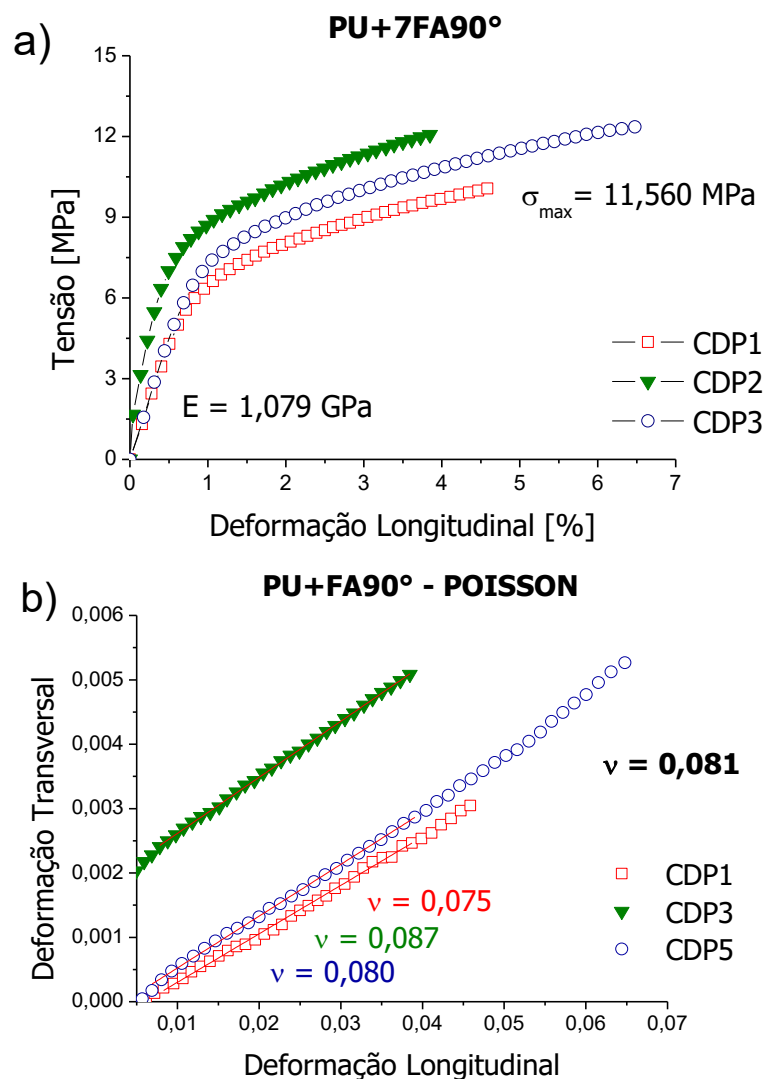 a)
PU+7FA90°
Tensão [MPa]
15
12
9
6
3
0
σmax = 11,560 MPa
E = 1,079 GPa
CDP1
CDP2
CDP3
0 1 2 3 4 5 6 7
Deformação Longitudinal [%]
b)
PU+FA90° - POISSON
Deformação Transversal
0,006
0,005
0,004
0,003
0,002
0,001
0,000
ν = 0,081
ν = 0,075
ν = 0,087
ν = 0,080
CDP1
CDP3
CDP5
0,01 0,02 0,03 0,04 0,05 0,06 0,07
Deformação Longitudinal